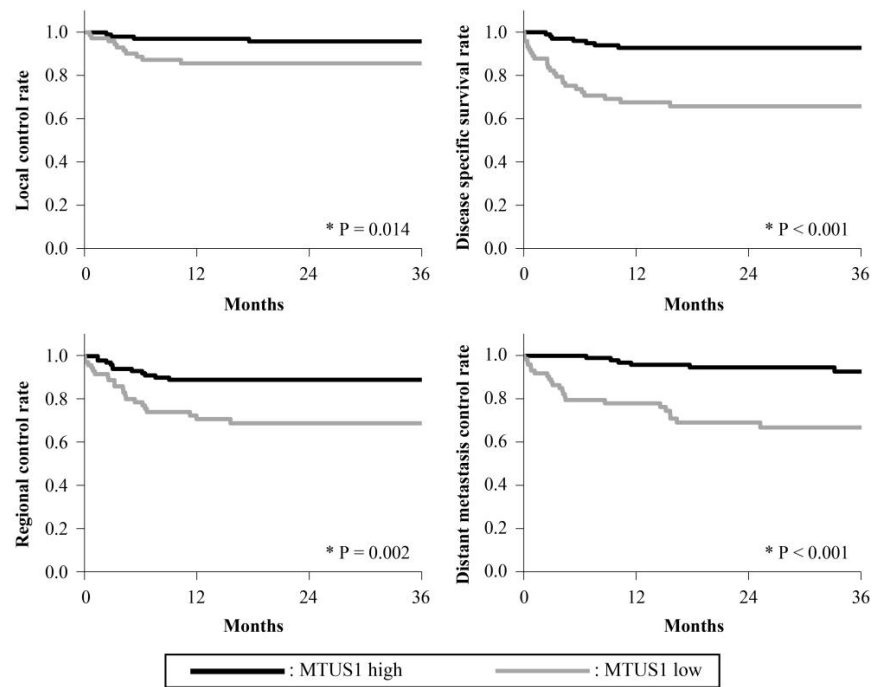 Local control rate
1.0
0.8
0.6
0.4
0.2
0.0
* P = 0.014
0 12 24 36
Months
Disease specific survival rate
1.0
0.8
0.6
0.4
0.2
0.0
* P < 0.001
0 12 24 36
Months
Regional control rate
1.0
0.8
0.6
0.4
0.2
0.0
* P = 0.002
0 12 24 36
Months
Distant metastasis control rate
1.0
0.8
0.6
0.4
0.2
0.0
* P < 0.001
0 12 24 36
Months
: MTUS1 high : MTUS1 low